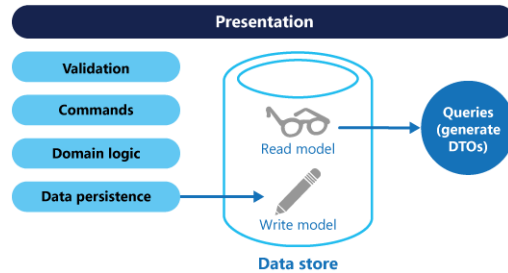 Presentation
Validation
Commands
Domain logic
Data persistence
Read model
Write model
Data store
Queries
(generate
DTOs)